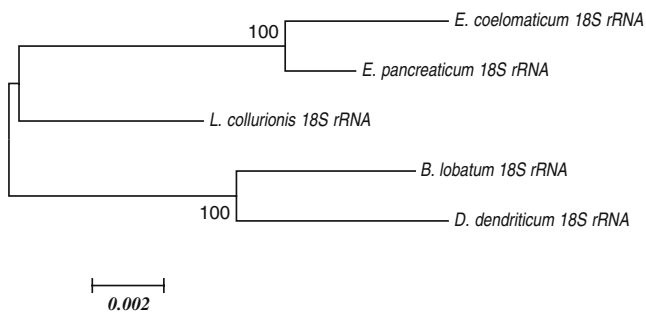 E. coelomaticum 18S rRNA
100
E. pancreaticum 18S rRNA
L. collurionis 18S rRNA
B. lobatum 18S rRNA
100
D. dendriticum 18S rRNA
0.002